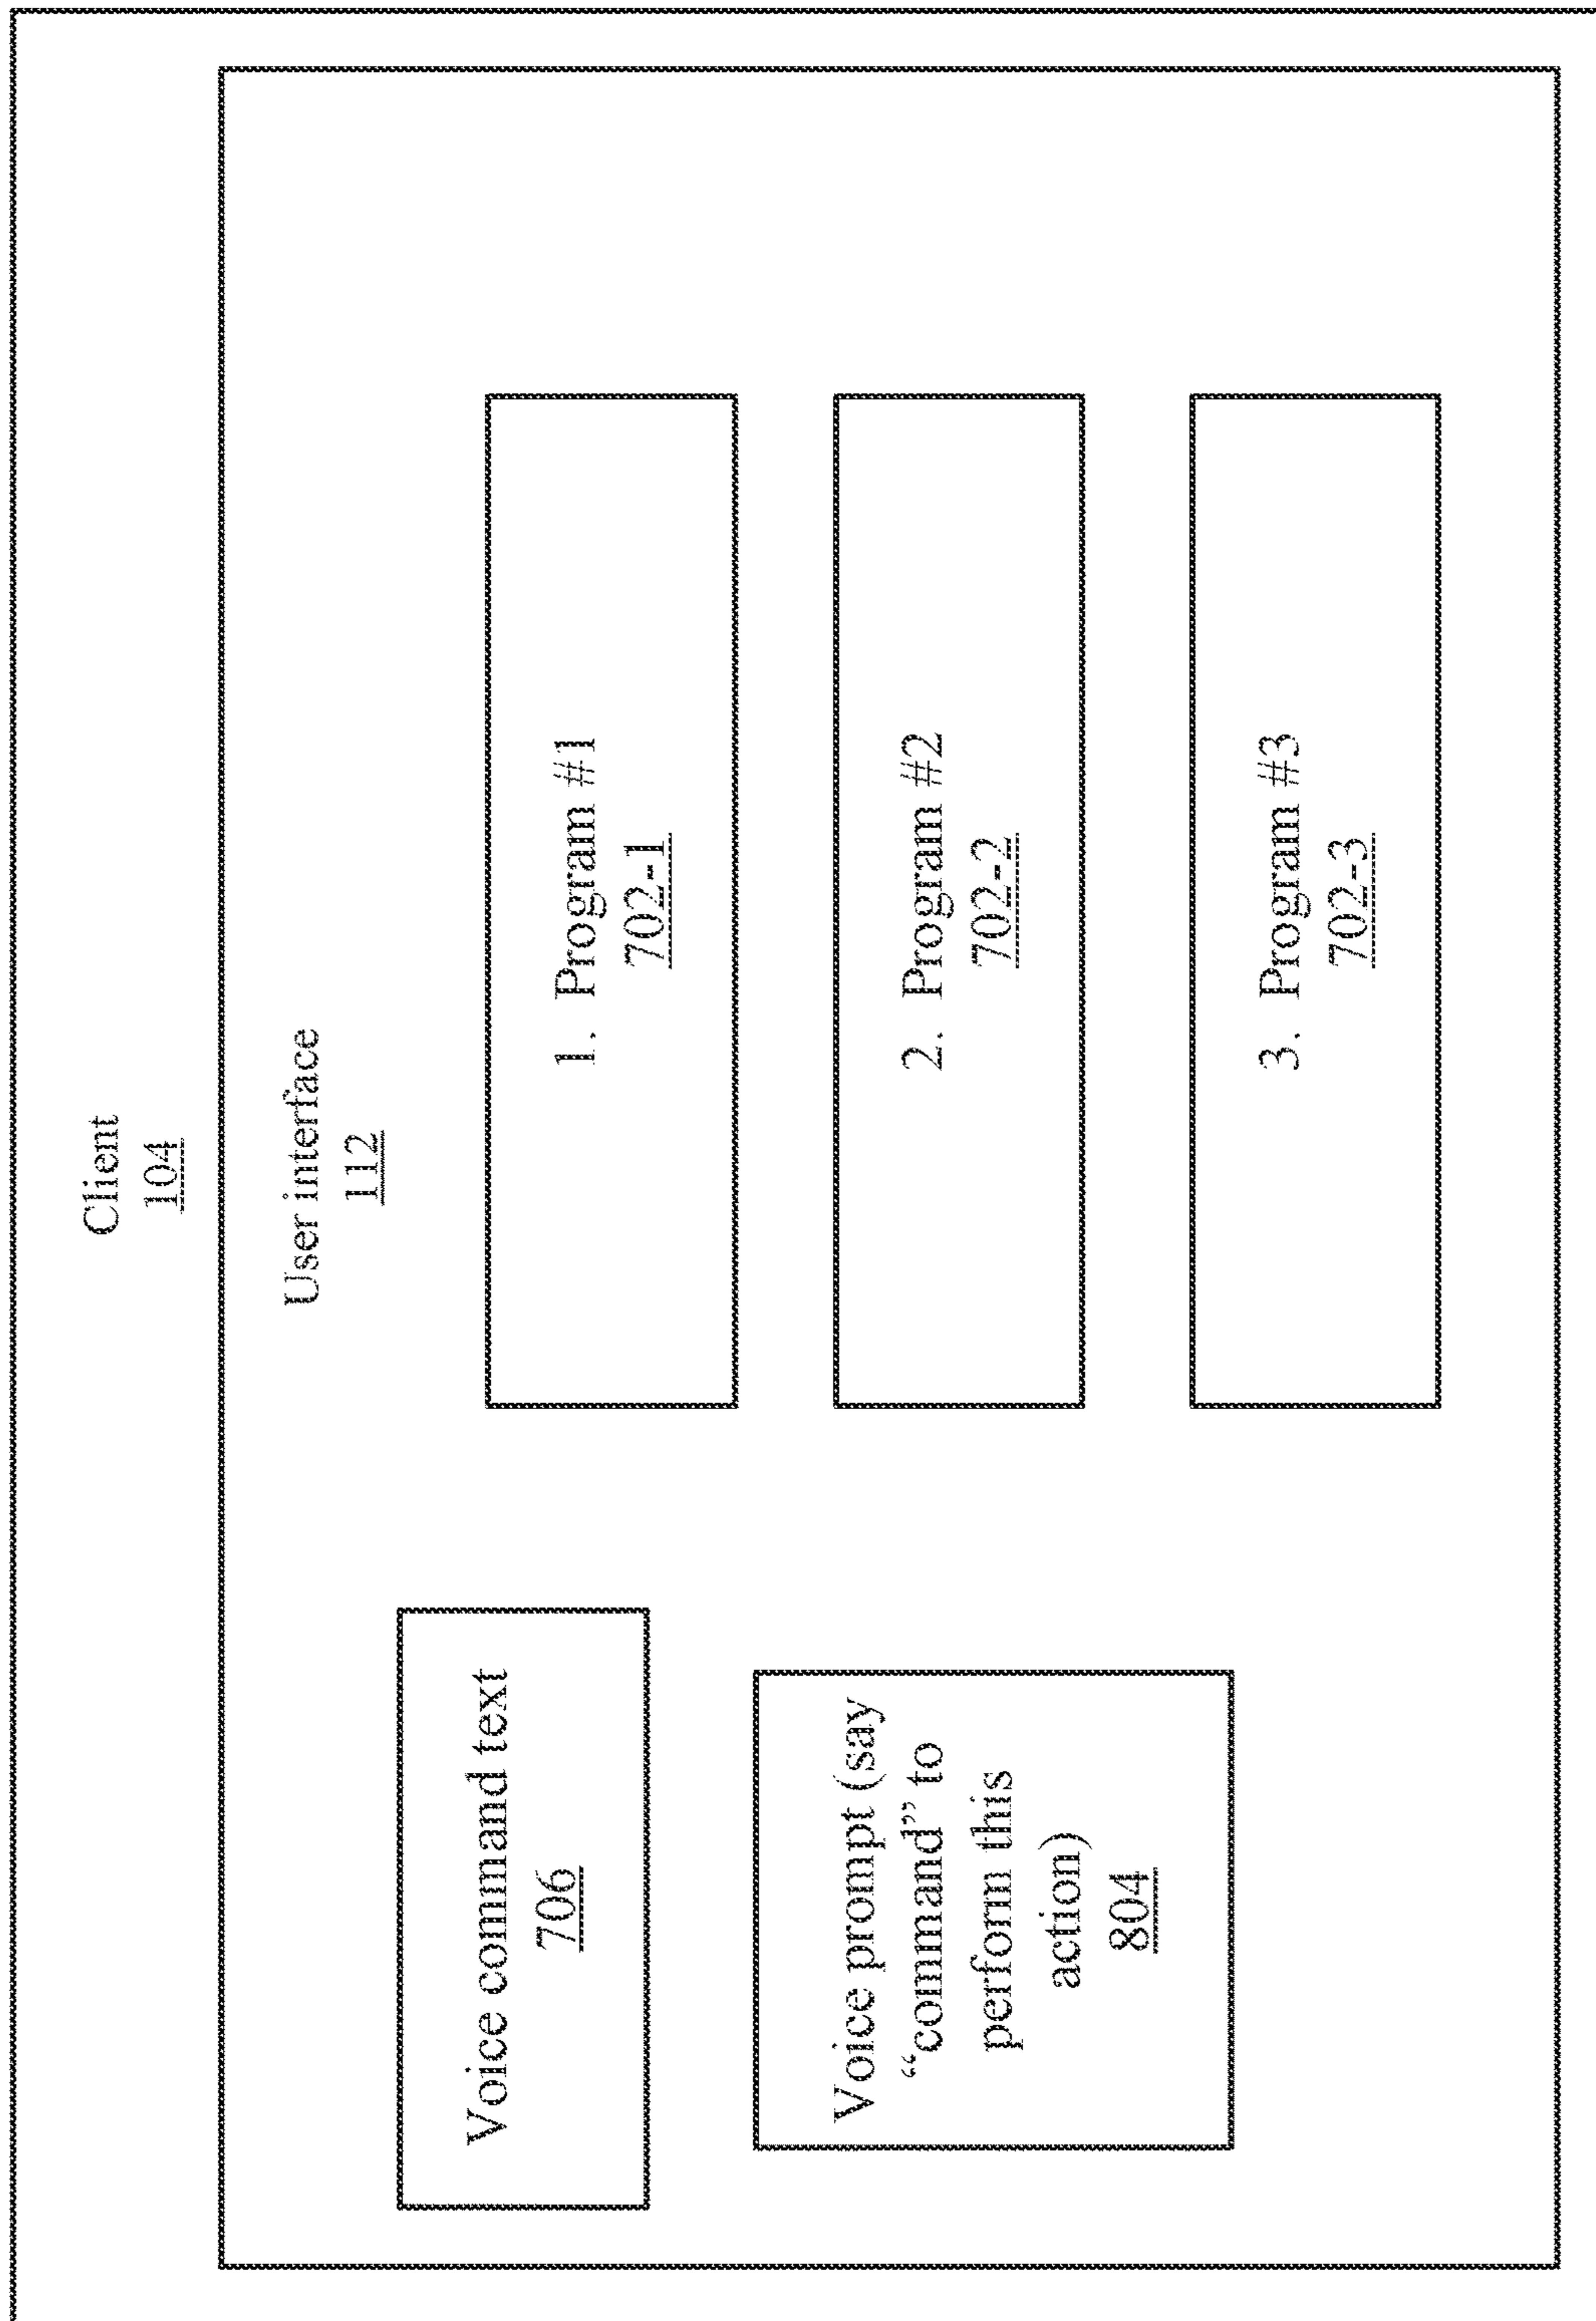 Client
104
User interface
112
Voice command text
706
Voice prompt (say
“command” to
perform this
action)
804
1. Program #1
702-1
2. Program #2
702-2
3. Program #3
702-3